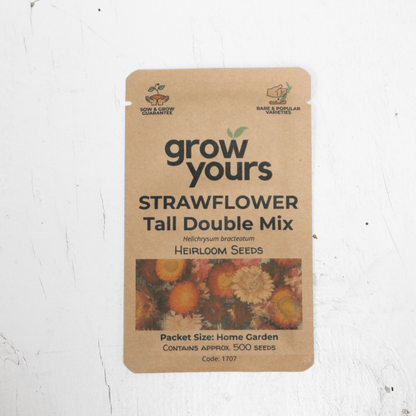 SOW & GROW
GUARANTEE
RARE & POPULAR
VARIETIES
grow
yours
STRAWFLOWER
Tall Double Mix
Helichrysum bracteatum
HEIRLOOM SEEDS
Packet Size: Home Garden
CONTAINS APPROX. 500 SEEDS
Code: 1707